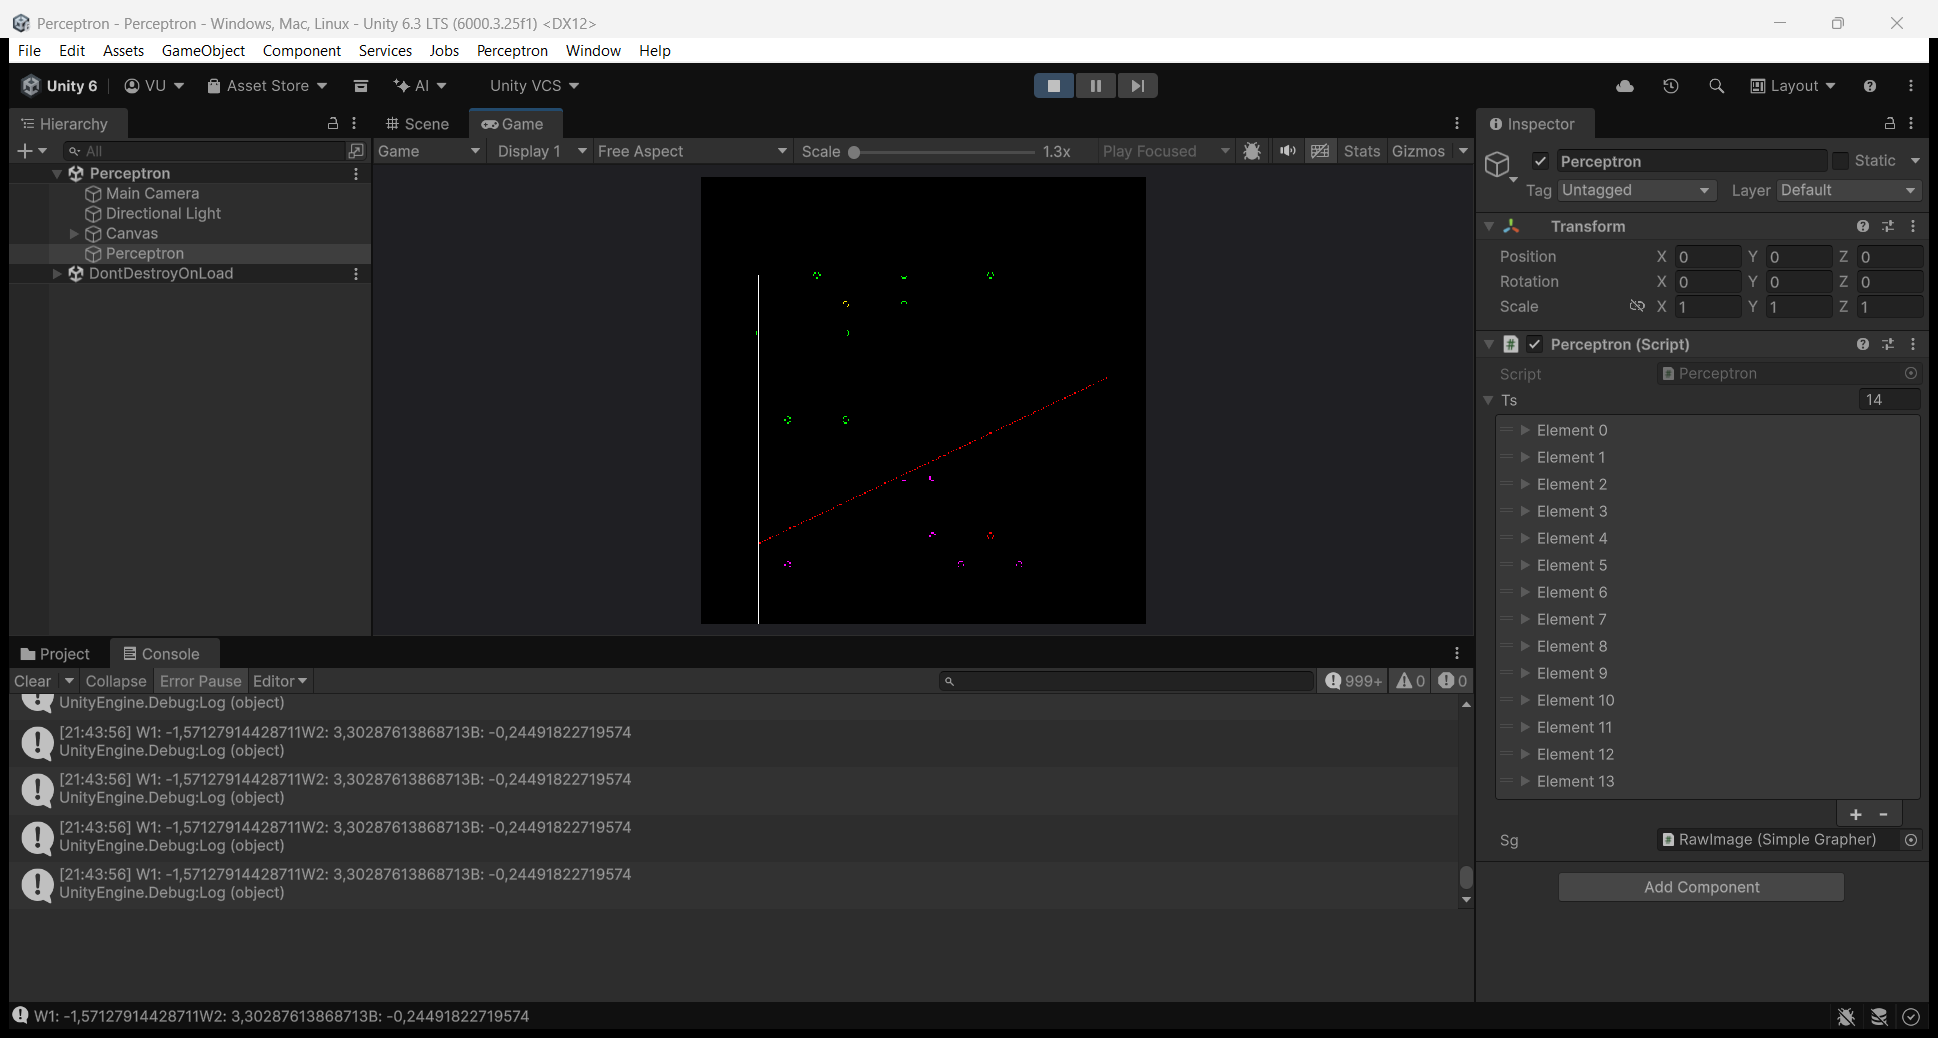 Perceptron - Perceptron - Windows, Mac, Linux - Unity 6.3 LTS (6000.3.25f1) <DX12>
File Edit Assets GameObject Component Services Jobs Perceptron Window Help
Unity 6 VU Asset Store AI Unity VCS Layout
Hierarchy
All
Perceptron
Main Camera
Directional Light
Canvas
Perceptron
DontDestroyOnLoad
Scene Game
Game Display 1 Free Aspect Scale 1.3x Play Focused Stats Gizmos
Inspector
Perceptron Static
Tag Untagged Layer Default
Transform
Position X 0 Y 0 Z 0
Rotation X 0 Y 0 Z 0
Scale X 1 Y 1 Z 1
# Perceptron (Script)
Script # Perceptron
Ts 14
Element 0
Element 1
Element 2
Element 3
Element 4
Element 5
Element 6
Element 7
Element 8
Element 9
Element 10
Element 11
Element 12
Element 13
+ -
Sg # RawImage (Simple Grapher)
Add Component
Project Console
Clear Collapse Error Pause Editor 999+ 0 0
UnityEngine.Debug:Log (object)
[21:43:56] W1: -1,57127914428711W2: 3,30287613868713B: -0,24491822719574
UnityEngine.Debug:Log (object)
[21:43:56] W1: -1,57127914428711W2: 3,30287613868713B: -0,24491822719574
UnityEngine.Debug:Log (object)
[21:43:56] W1: -1,57127914428711W2: 3,30287613868713B: -0,24491822719574
UnityEngine.Debug:Log (object)
[21:43:56] W1: -1,57127914428711W2: 3,30287613868713B: -0,24491822719574
UnityEngine.Debug:Log (object)
W1: -1,57127914428711W2: 3,30287613868713B: -0,24491822719574